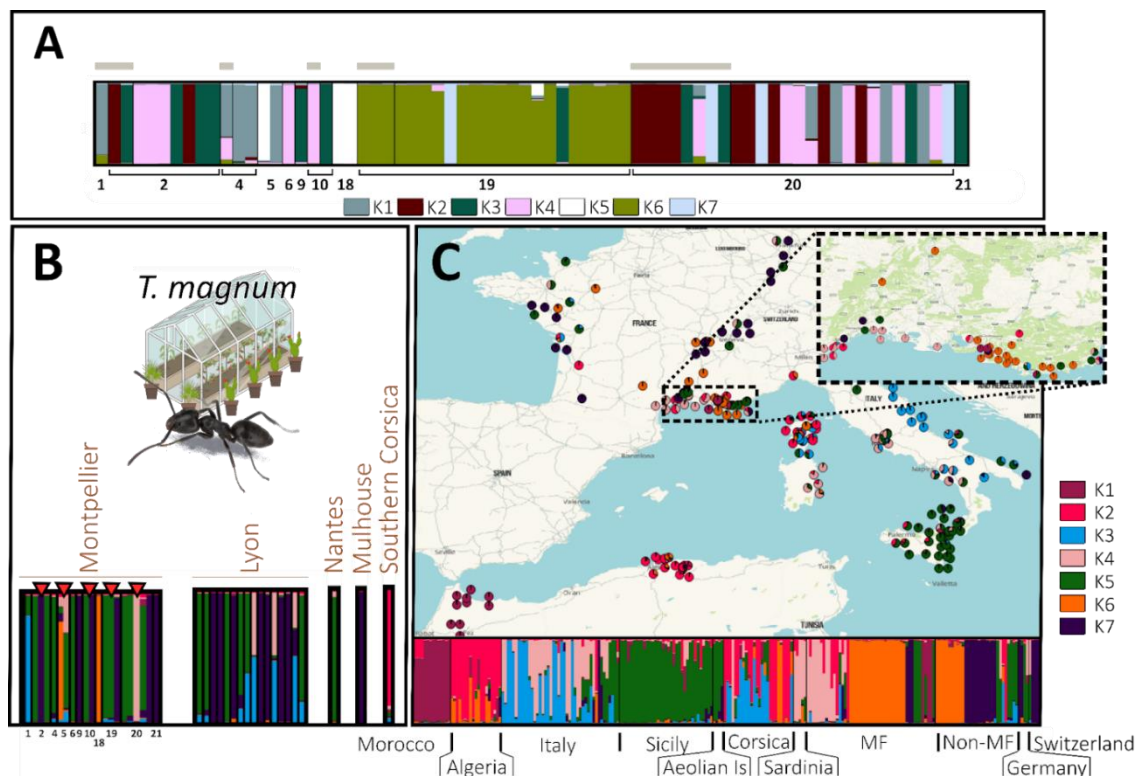 A
1 2 4 5 6 9 10 18 19 20 21
K1 K2 K3 K4 K5 K6 K7
B
T. magnum
Montpellier
Lyon
Nantes
Mulhouse
Southern Corsica
1 2 4 5 6 9 10 19 20 21
18
C
FRANCE
SPAIN
ITALY
TUNISIA
Palermo
Valletta
K1
K2
K3
K4
K5
K6
K7
Morocco Italy Sicily Corsica MF Non-MF Switzerland
Algeria Aeolian Is Sardinia Germany